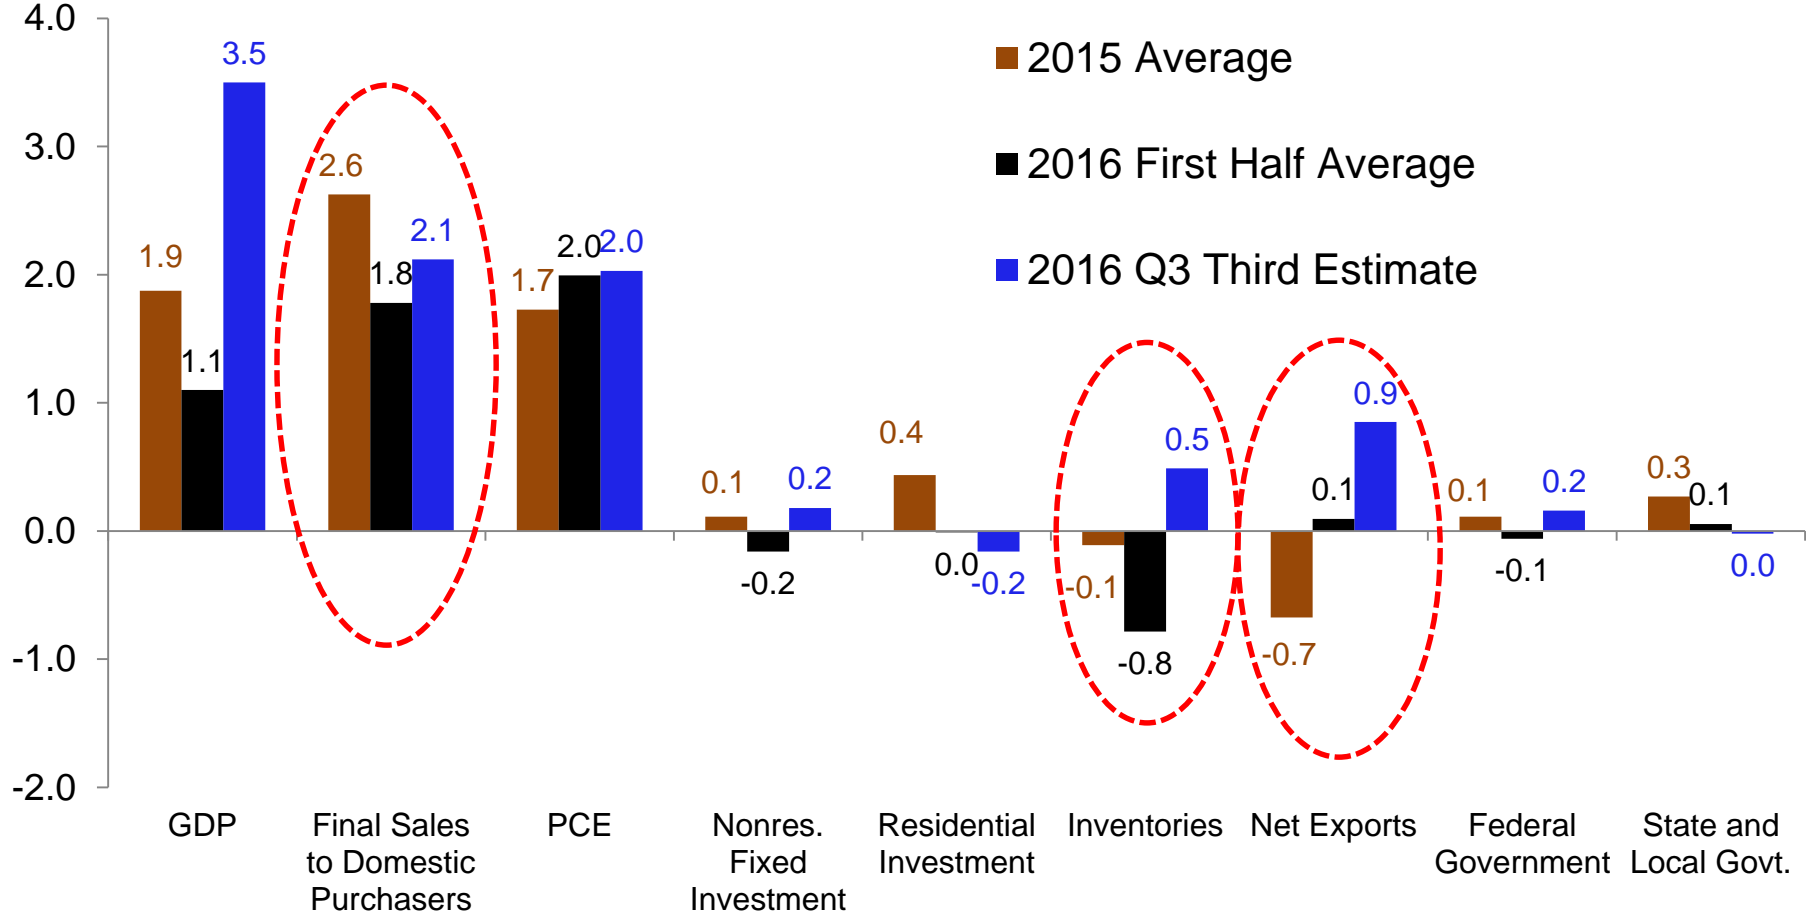 4.0
3.0
2.0
1.0
0.0
-1.0
-2.0
2015 Average
2016 First Half Average
2016 Q3 Third Estimate
1.9
1.1
3.5
2.6
1.8
2.1
1.7
2.0
2.0
0.1
-0.2
0.2
0.4
0.0
-0.2
-0.1
-0.8
0.5
-0.7
0.1
0.9
0.1
-0.1
0.2
0.3
0.1
0.0
GDP
Final Sales
to Domestic
Purchasers
PCE
Nonres.
Fixed
Investment
Residential
Investment
Inventories
Net Exports
Federal
Government
State and
Local Govt.